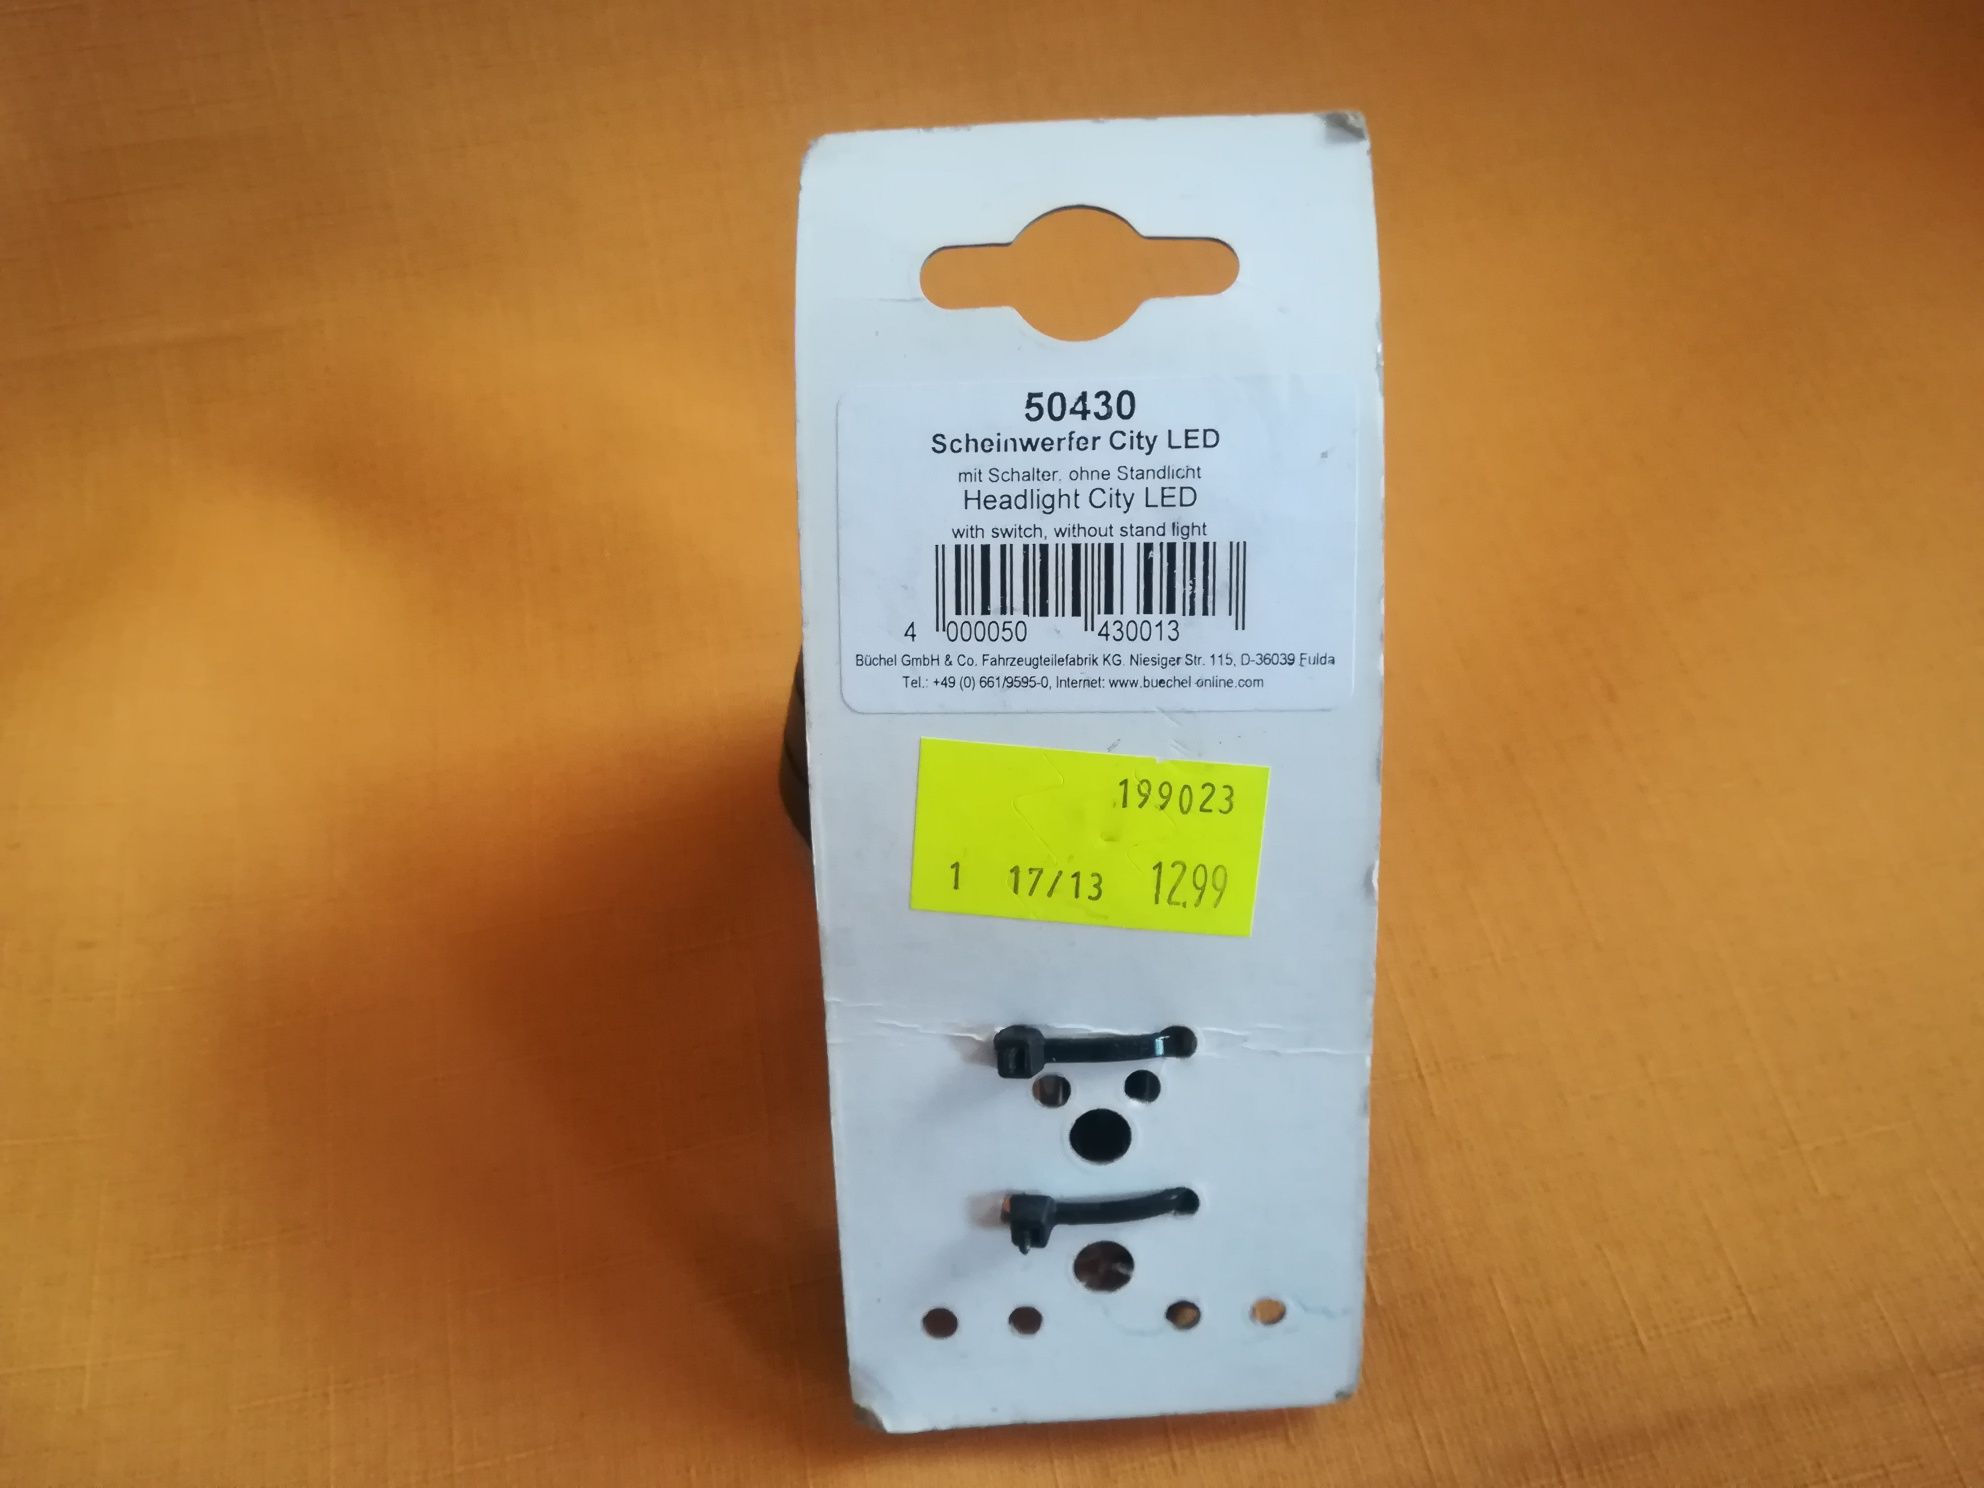 50430
Scheinwerfer City LED
mit Schalter, ohne Standlicht
Headlight City LED
with switch, without stand light
4 000050 430013
Büchel GmbH & Co. Fahrzeugteilefabrik KG. Niesiger Str. 115, D-36039 Fulda
Tel.: +49 (0) 661/9595-0, Internet: www.buechel-online.com
199023
1 17/13 12.99